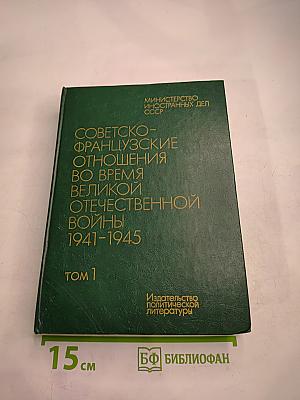 МИНИСТЕРСТВО
ИНОСТРАННЫХ ДЕЛ
СССР
СОВЕТСКО-
ФРАНЦУЗСКИЕ
ОТНОШЕНИЯ
ВО ВРЕМЯ
ВЕЛИКОЙ
ОТЕЧЕСТВЕННОЙ
ВОЙНЫ
1941-1945
ТОМ 1
Издательство
политической
литературы
15 СМ
БФ БИБЛИОФАН